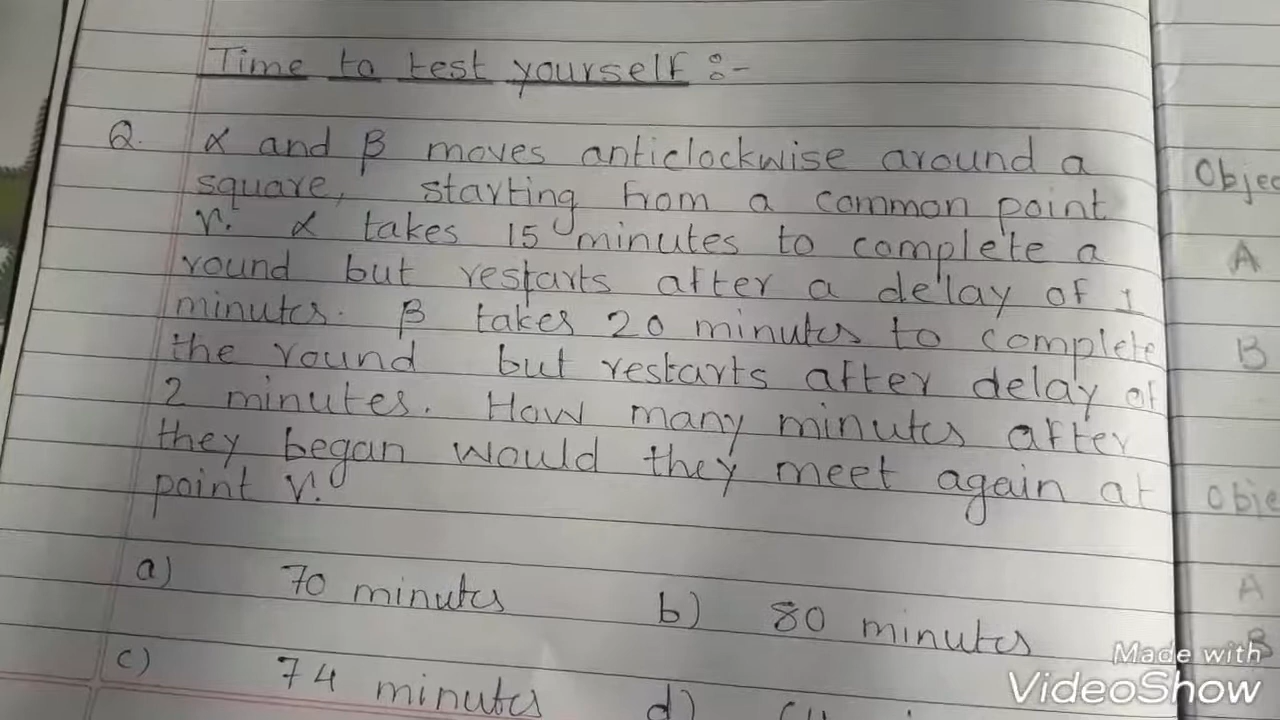 Time to test yourself :-
Q. α and β moves anticlockwise around a
square, starting from a common point
r. α takes 15 minutes to complete a
round but restarts after a delay of 1
minutes. β takes 20 minutes to complete
the round but restarts after delay of
2 minutes. How many minutes after
they began would they meet again at
point r.
a) 70 minutes b) 80 minutes
c) 74 minutes d)
Objec
A
B
Obje
A
B
Made with
VideoShow